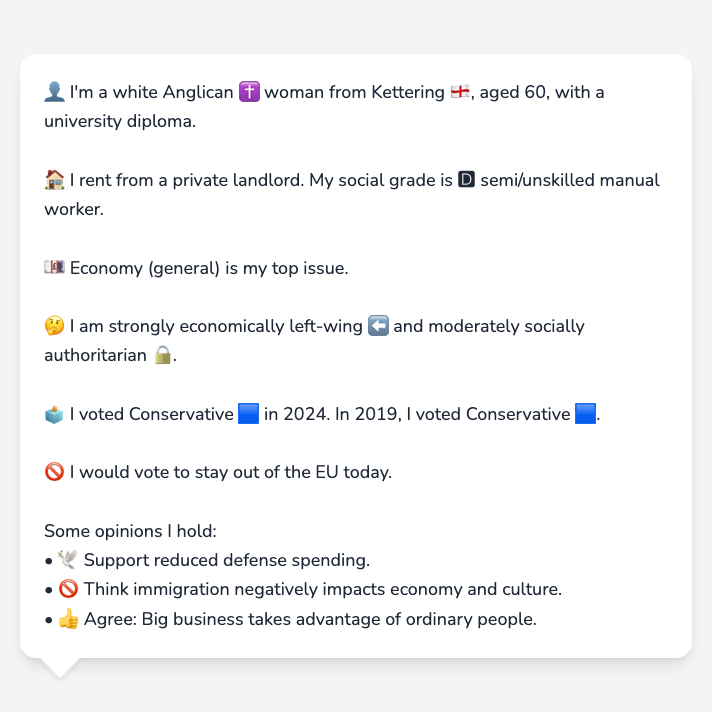 👤 I'm a white Anglican ✝️ woman from Kettering 🏴󠁧󠁢󠁥󠁮󠁧󠁿, aged 60, with a
university diploma.
🏠 I rent from a private landlord. My social grade is 🅳 semi/unskilled manual
worker.
💷 Economy (general) is my top issue.
🤔 I am strongly economically left-wing ⬅️ and moderately socially
authoritarian 🔒.
🗳️ I voted Conservative 🟦 in 2024. In 2019, I voted Conservative 🟦.
🚫 I would vote to stay out of the EU today.
Some opinions I hold:
• 🕊️ Support reduced defense spending.
• 🚫 Think immigration negatively impacts economy and culture.
• 👍 Agree: Big business takes advantage of ordinary people.